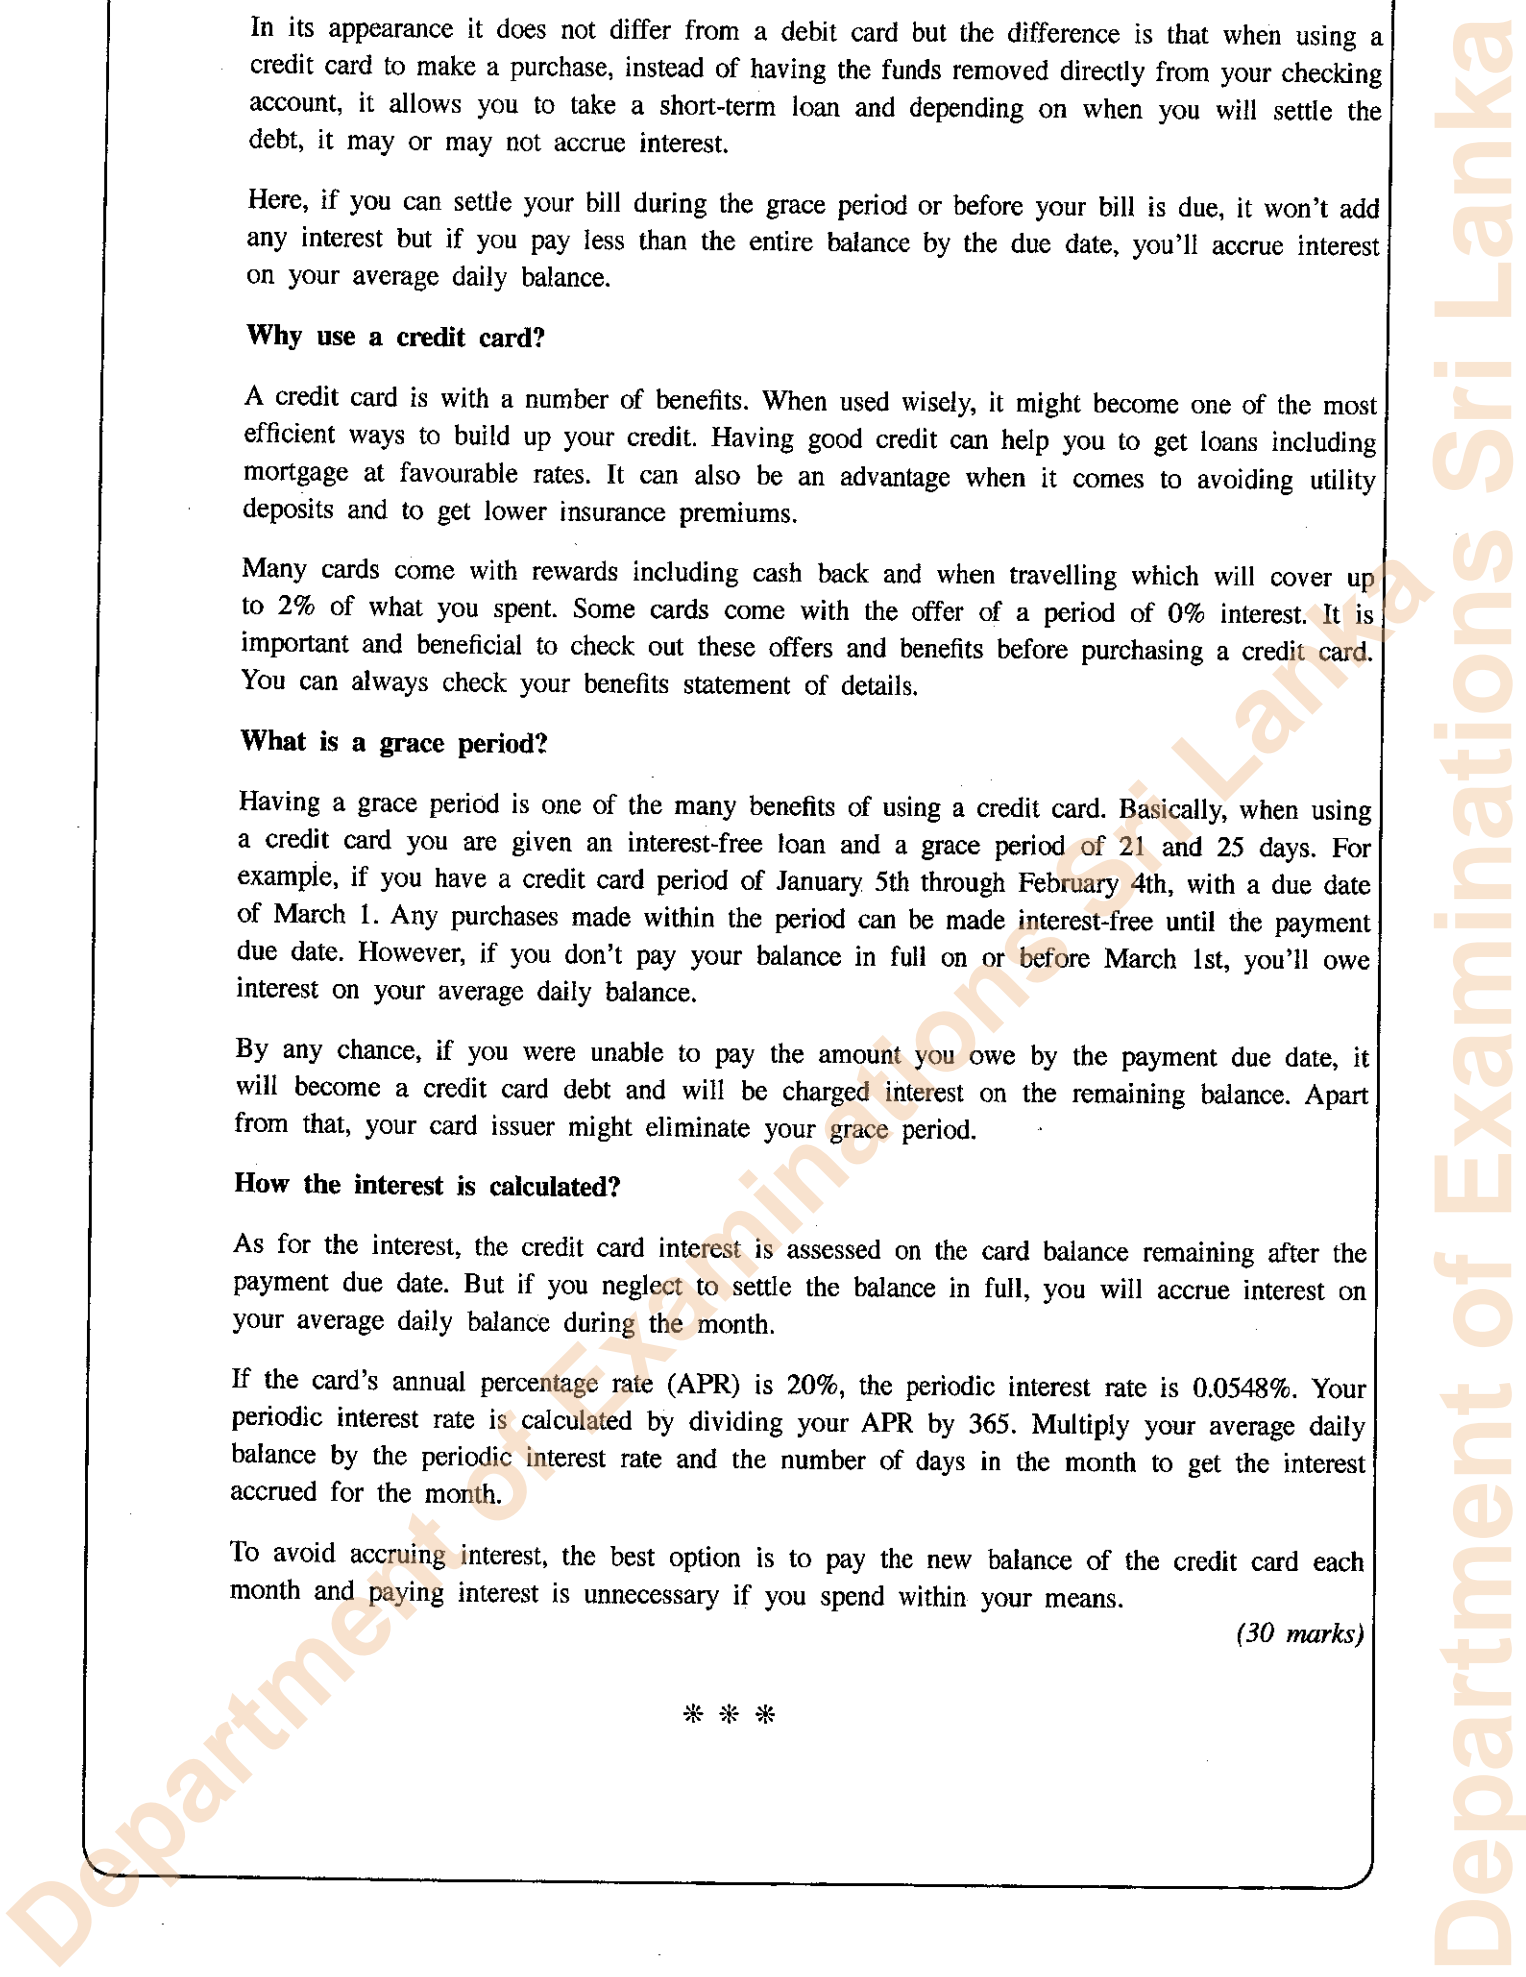 In its appearance it does not differ from a debit card but the difference is that when using a
credit card to make a purchase, instead of having the funds removed directly from your checking
account, it allows you to take a short-term loan and depending on when you will settle the
debt, it may or may not accrue interest.
Here, if you can settle your bill during the grace period or before your bill is due, it won't add
any interest but if you pay less than the entire balance by the due date, you'll accrue interest
on your average daily balance.
Why use a credit card?
A credit card is with a number of benefits. When used wisely, it might become one of the most
efficient ways to build up your credit. Having good credit can help you to get loans including
mortgage at favourable rates. It can also be an advantage when it comes to avoiding utility
deposits and to get lower insurance premiums.
Many cards come with rewards including cash back and when travelling which will cover up
to 2% of what you spent. Some cards come with the offer of a period of 0% interest. It is
important and beneficial to check out these offers and benefits before purchasing a credit card.
You can always check your benefits statement of details.
What is a grace period?
Having a grace period is one of the many benefits of using a credit card. Basically, when using
a credit card you are given an interest-free loan and a grace period of 21 and 25 days. For
example, if you have a credit card period of January 5th through February 4th, with a due date
of March 1. Any purchases made within the period can be made interest-free until the payment
due date. However, if you don't pay your balance in full on or before March 1st, you'll owe
interest on your average daily balance.
By any chance, if you were unable to pay the amount you owe by the payment due date, it
will become a credit card debt and will be charged interest on the remaining balance. Apart
from that, your card issuer might eliminate your grace period.
How the interest is calculated?
As for the interest, the credit card interest is assessed on the card balance remaining after the
payment due date. But if you neglect to settle the balance in full, you will accrue interest on
your average daily balance during the month.
If the card's annual percentage rate (APR) is 20%, the periodic interest rate is 0.0548%. Your
periodic interest rate is calculated by dividing your APR by 365. Multiply your average daily
balance by the periodic interest rate and the number of days in the month to get the interest
accrued for the month.
To avoid accruing interest, the best option is to pay the new balance of the credit card each
month and paying interest is unnecessary if you spend within your means.
(30 marks)
Department of Examinations Sri Lanka
Department of Examinations Sri Lanka